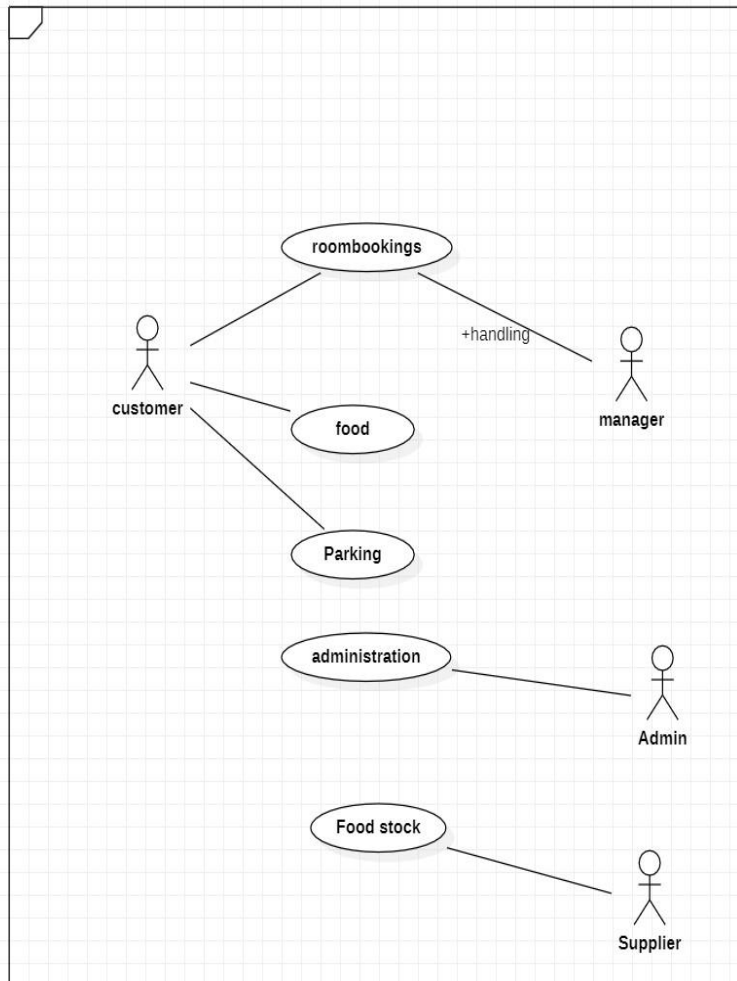 roombookings
+handling
customer
manager
food
Parking
administration
Admin
Food stock
Supplier